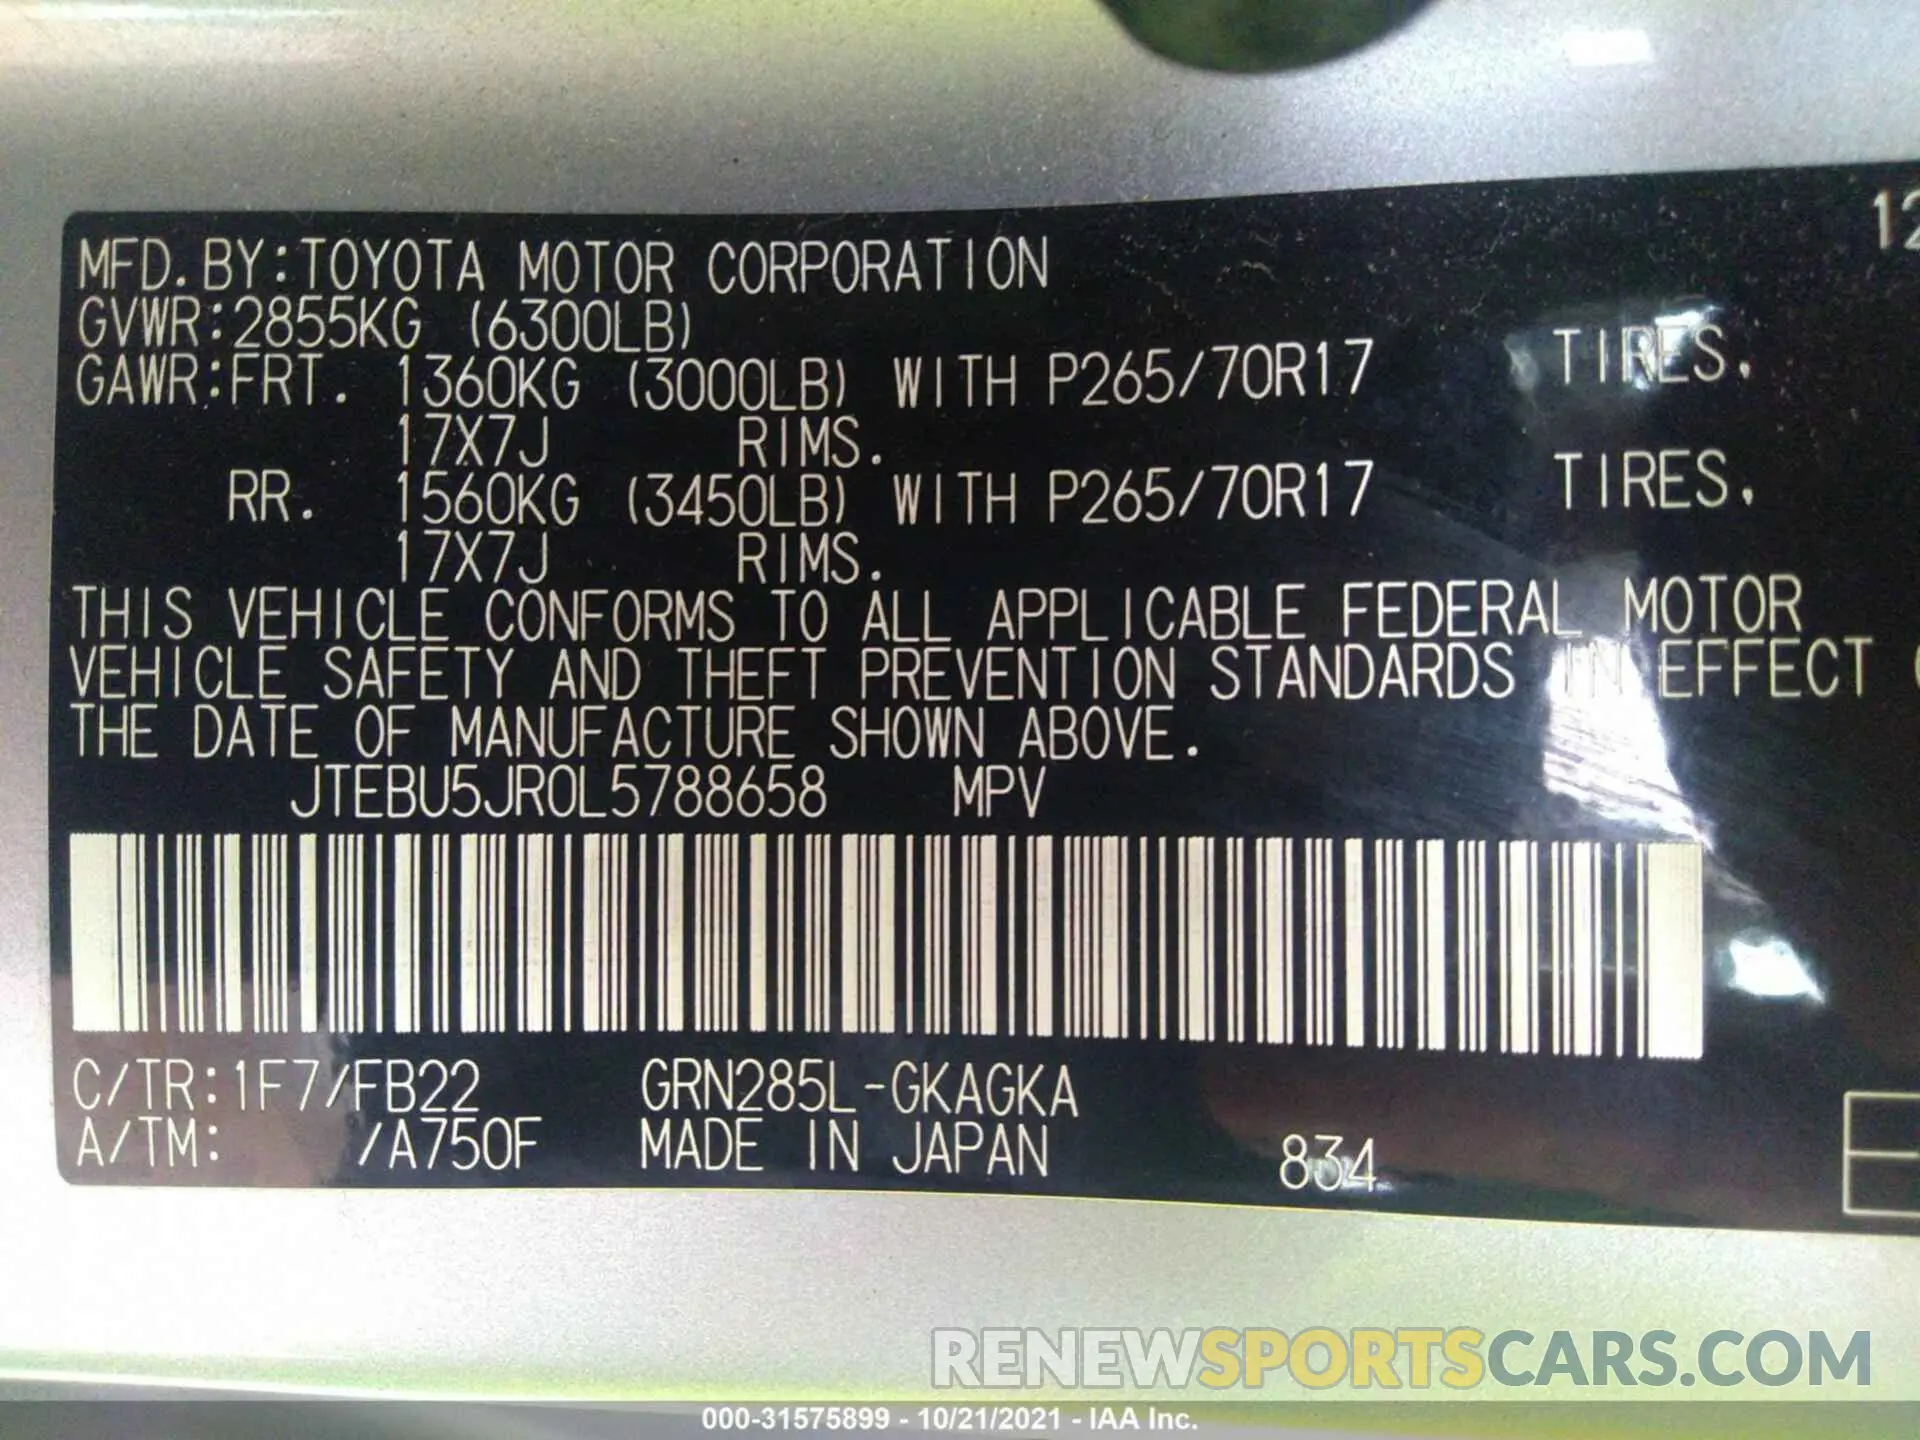 12
MFD.BY:TOYOTA MOTOR CORPORATION
GVWR:2855KG (6300LB)
GAWR:FRT. 1360KG (3000LB) WITH P265/70R17 TIRES,
17X7J RIMS.
RR. 1560KG (3450LB) WITH P265/70R17 TIRES,
17X7J RIMS.
THIS VEHICLE CONFORMS TO ALL APPLICABLE FEDERAL MOTOR
VEHICLE SAFETY AND THEFT PREVENTION STANDARDS IN EFFECT
THE DATE OF MANUFACTURE SHOWN ABOVE.
JTEBU5JR0L5788658 MPV
C/TR:1F7/FB22 GRN285L-GKAGKA
A/TM: /A750F MADE IN JAPAN 834
RENEWSPORTSCARS.COM
000-31575899 - 10/21/2021 - IAA Inc.